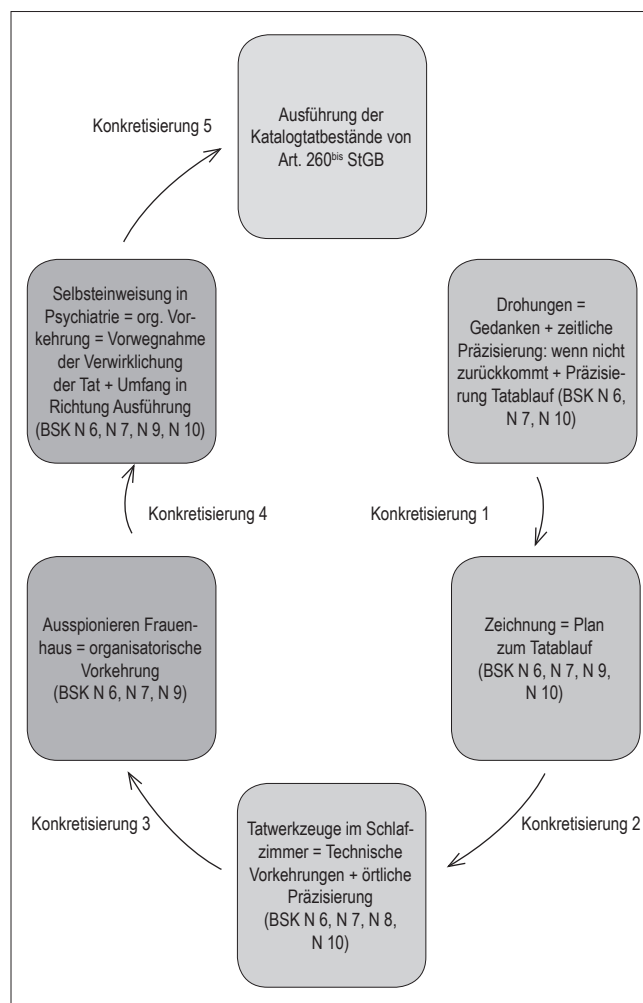 Konkretisierung 5
Ausführung der
Katalogtatbestände von
Art. 260bis StGB
Drohungen =
Gedanken + zeitliche
Präzisierung: wenn nicht
zurückkommt + Präzisie-
rung Tatablauf (BSK N 6,
N 7, N 10)
Konkretisierung 1
Zeichnung = Plan
zum Tatablauf
(BSK N 6, N 7, N 9,
N 10)
Konkretisierung 2
Tatwerkzeuge im Schlaf-
zimmer = Technische
Vorkehrungen + örtliche
Präzisierung
(BSK N 6, N 7, N 8,
N 10)
Konkretisierung 3
Ausspionieren Frauen-
haus = organisatorische
Vorkehrung
(BSK N 6, N 7, N 9)
Konkretisierung 4
Selbsteinweisung in
Psychiatrie = org. Vor-
kehrung = Vorwegnahme
der Verwirklichung
der Tat + Umfang in
Richtung Ausführung
(BSK N 6, N 7, N 9, N 10)